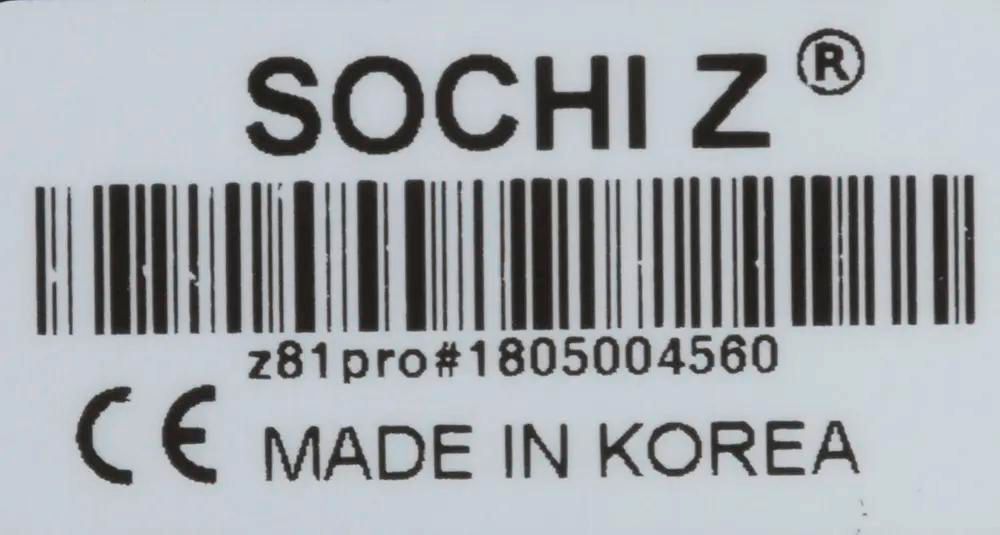 SOCHI Z®
z81pro#1805004560
CE MADE IN KOREA